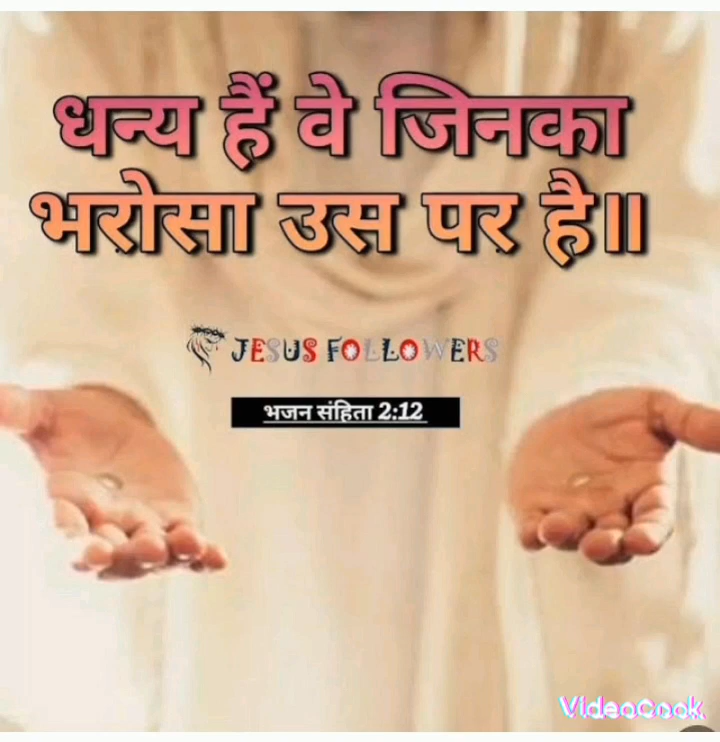 धन्य हैं वे जिनका
भरोसा उस पर है॥
JESUS FOLLOWERS
भजन संहिता 2:12
VideoCook